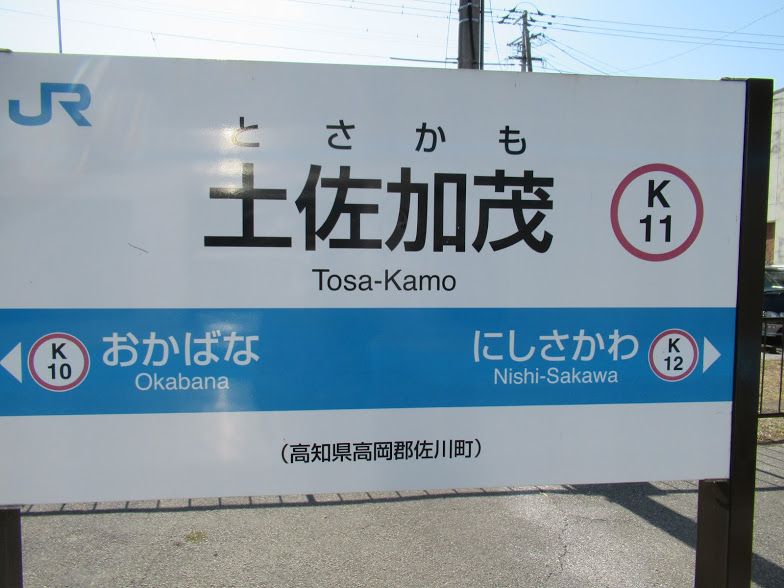 JR
とさかも
土佐加茂
K
11
Tosa-Kamo
K
10
おかばな
Okabana
にしさかわ
Nishi-Sakawa
K
12
（高知県高岡郡佐川町）